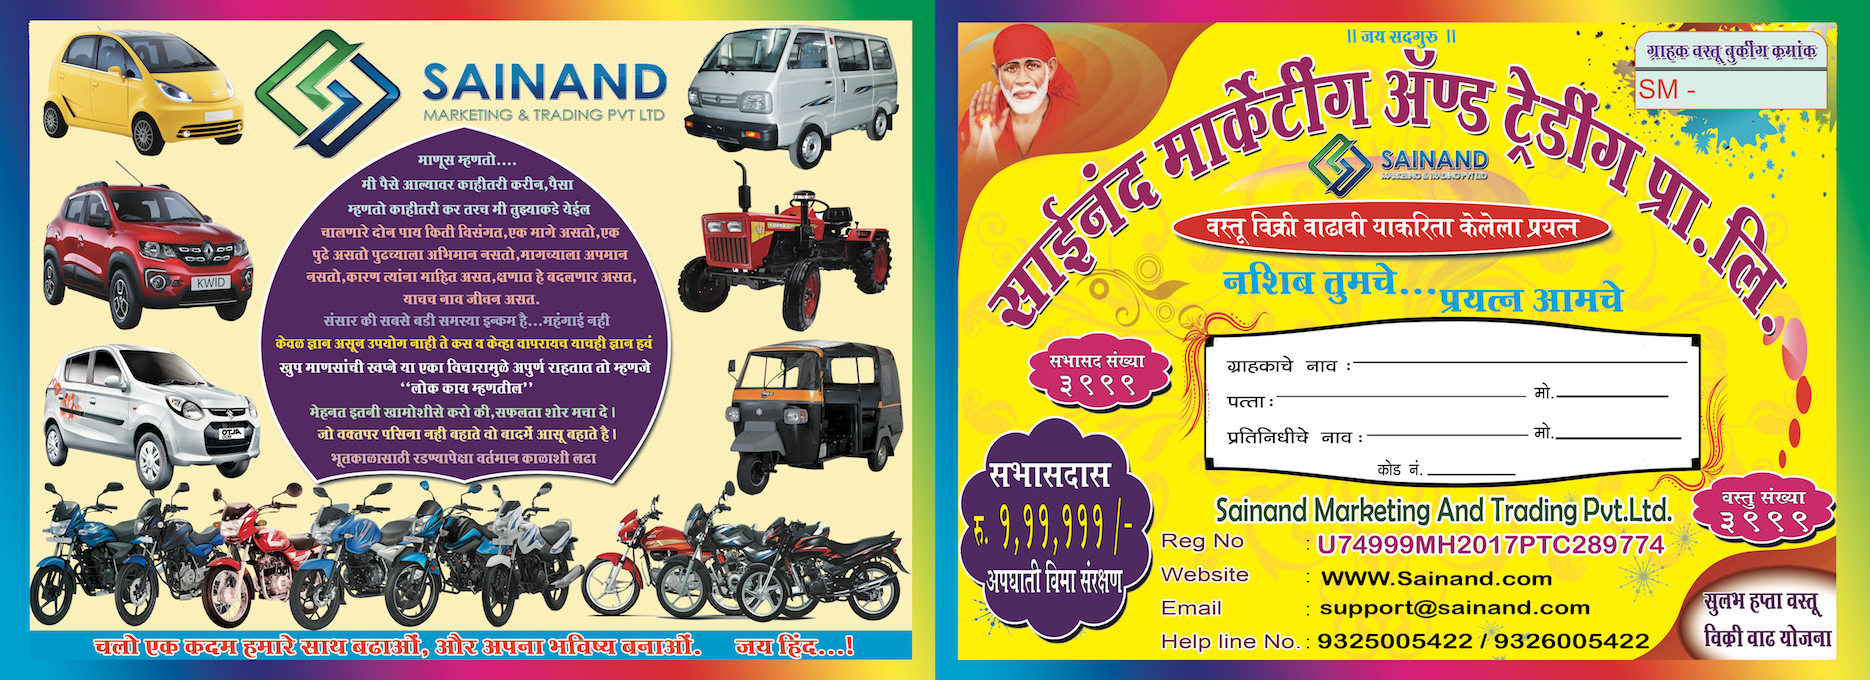 SAINAND
MARKETING & TRADING PVT LTD
माणूस म्हणतो....
मी पैसे आल्यावर काहीतरी करीन,पैसा
म्हणतो काहीतरी कर तरच मी तुझ्याकडे येईल
चालणारे दोन पाय किती विसंगत,एक मागे असतो,एक
पुढे असतो पुढच्याला अभिमान नसतो,मागच्याला अपमान
नसतो,कारण त्यांना माहित असत,क्षणात हे बदलणार असत,
याचच नाव जीवन असत.
संसार की सबसे बडी समस्या इन्कम है...महंगाई नही
केवळ ज्ञान असून उपयोग नाही ते कस व केव्हा वापरायच याचही ज्ञान हवं
खुप माणसांची स्वप्ने या एका विचारामुळे अपुर्ण राहतात तो म्हणजे
“लोक काय म्हणतील”
मेहनत इतनी खामोशीसे करो की,सफलता शोर मचा दे।
जो वक्तपर पसिना नही बहाते वो बादमें आसू बहाते है।
भूतकाळासाठी रडण्यापेक्षा वर्तमान काळाशी लढा
KWID
चलो एक कदम हमारे साथ बढाओं, और अपना भविष्य बनाओं. जय हिंद...!
॥ जय सदगुरु ॥
ग्राहक वस्तू बुकींग क्रमांक
SM -
साईनंद मार्केटींग ॲण्ड ट्रेडींग प्रा.लि.
SAINAND
MARKETING & TRADING PVT LTD
वस्तू विक्री वाढावी याकरिता केलेला प्रयत्न
नशिब तुमचे...प्रयत्न आमचे
सभासद संख्या
३९९९
ग्राहकाचे नाव :
पत्ता : मो.
प्रतिनिधीचे नाव : मो.
कोड नं.
सभासदास
रु. १,११,१११/-
अपघाती विमा संरक्षण
वस्तु संख्या
३९९९
Sainand Marketing And Trading Pvt.Ltd.
Reg No : U74999MH2017PTC289774
Website : WWW.Sainand.com
Email : support@sainand.com
Help line No. : 9325005422 / 9326005422
सुलभ हप्ता वस्तू
विक्री वाढ योजना